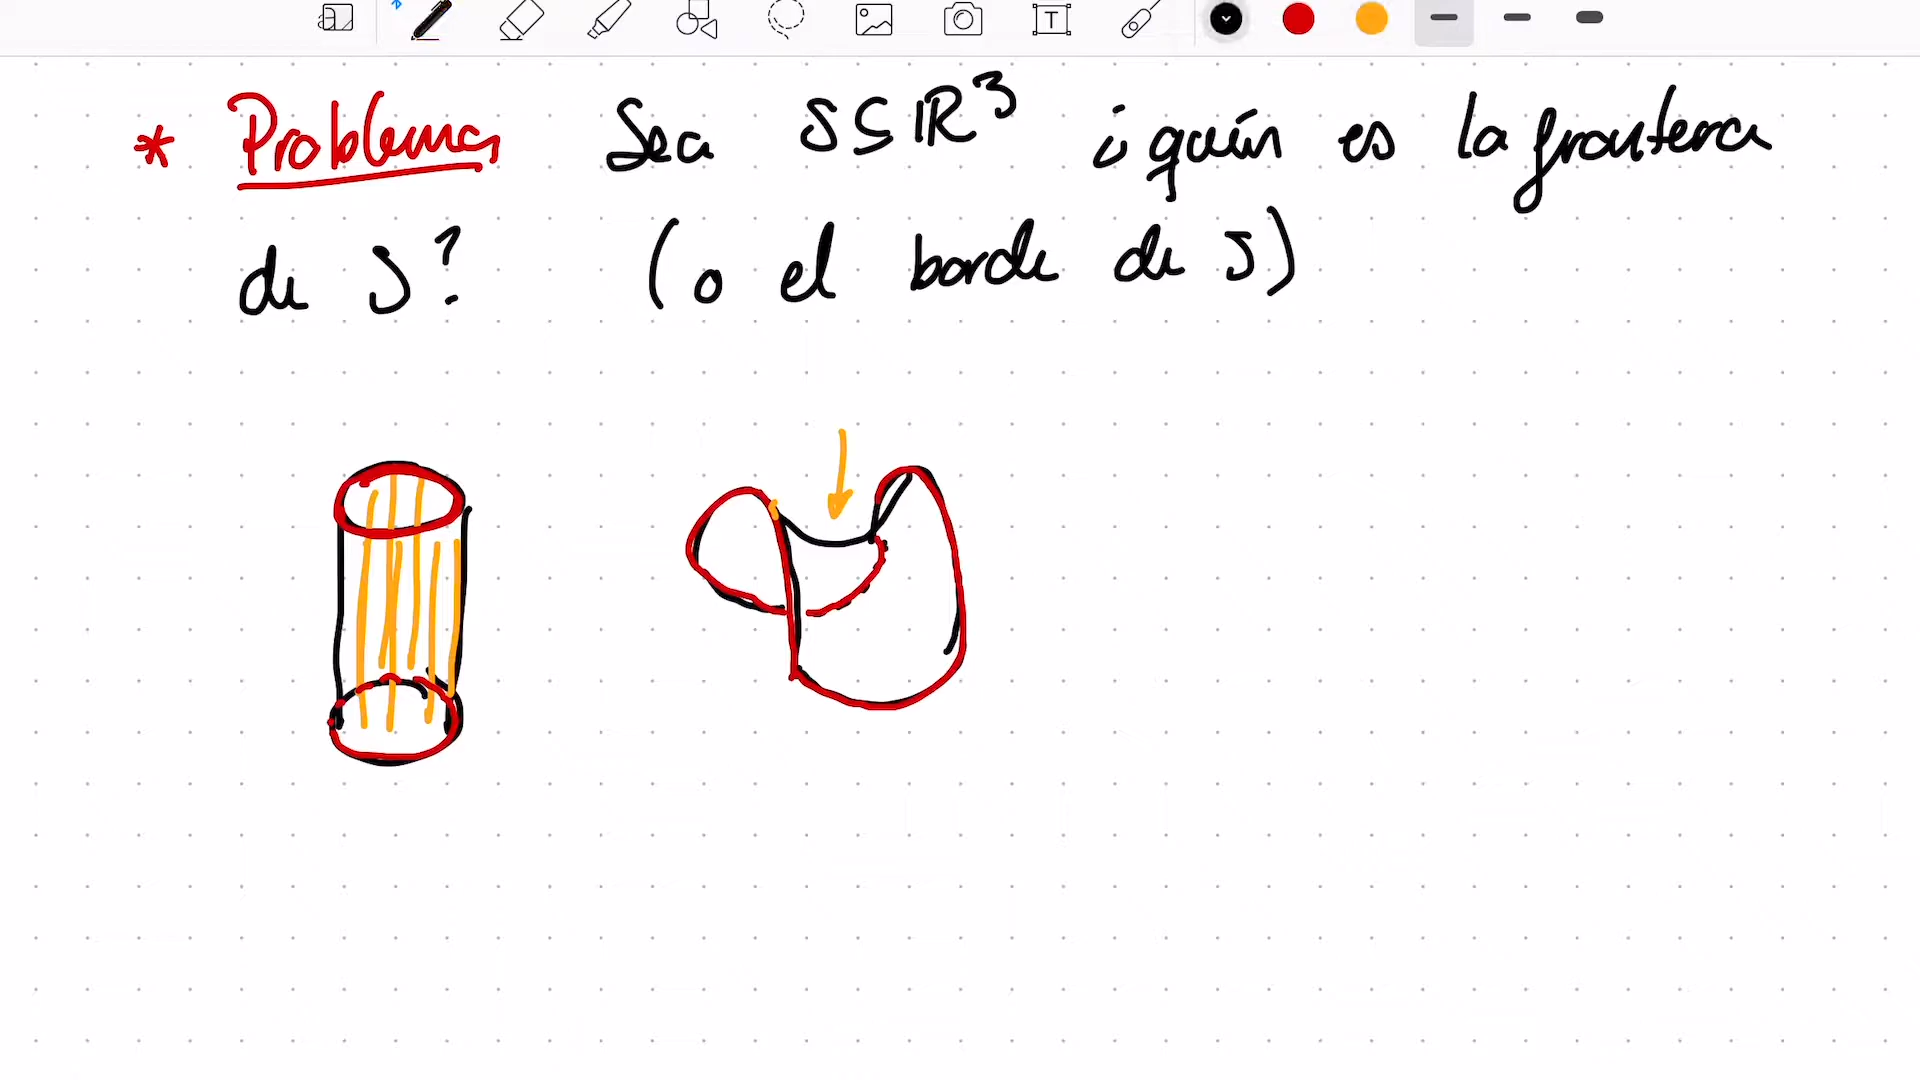 * Problema Sea S ⊆ ℝ³ ¿quién es la frontera
de S? (o el borde de S)